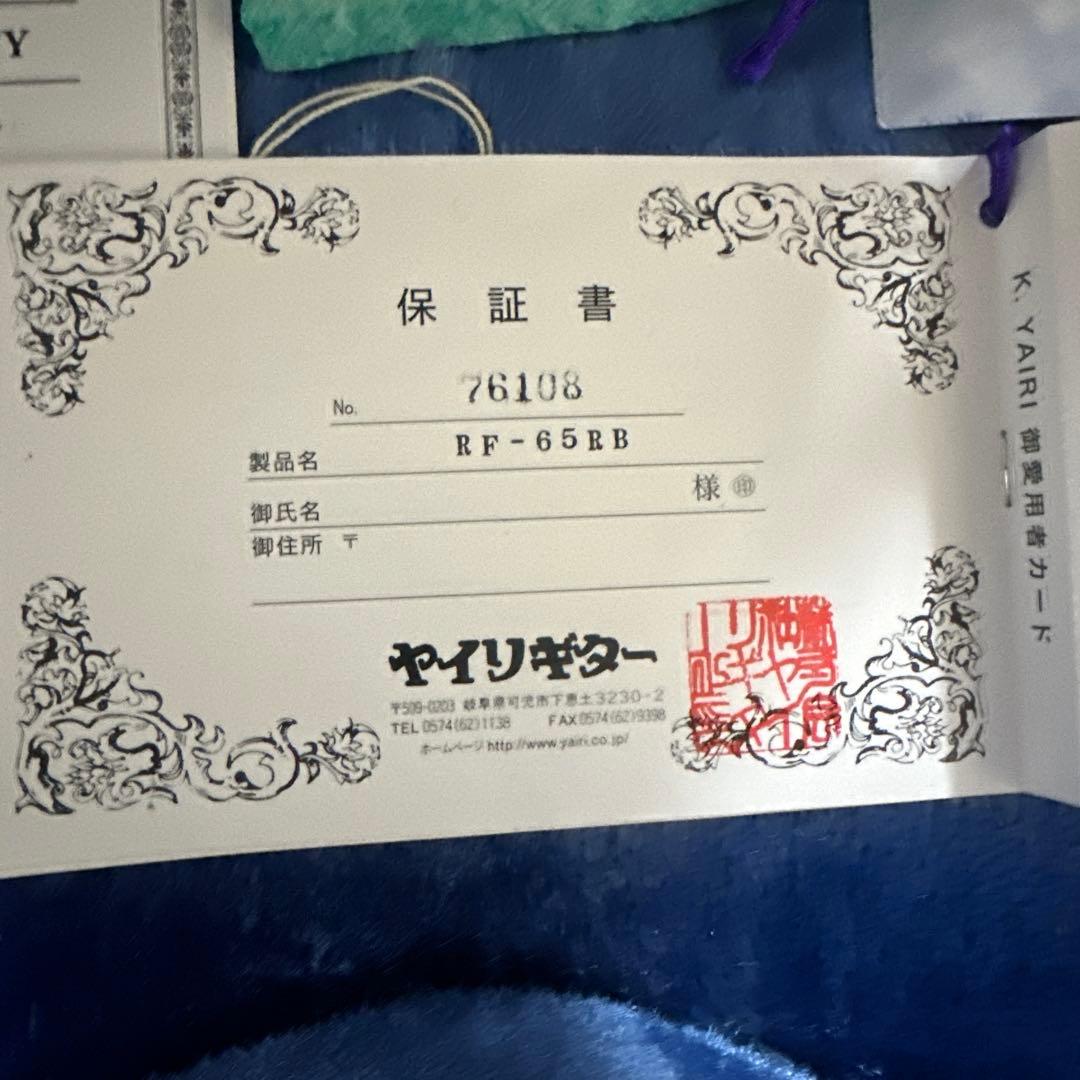 Y
保証書
No. 76108
製品名 RF-65RB
御氏名 様 ㊞
御住所 〒
ヤイリギター
〒509-0203 岐阜県可児市下恵土3230-2
TEL 0574(62)1138 FAX 0574(62)9398
ホームページ http://www.yairi.co.jp/
K. YAIRI 御愛用者カード